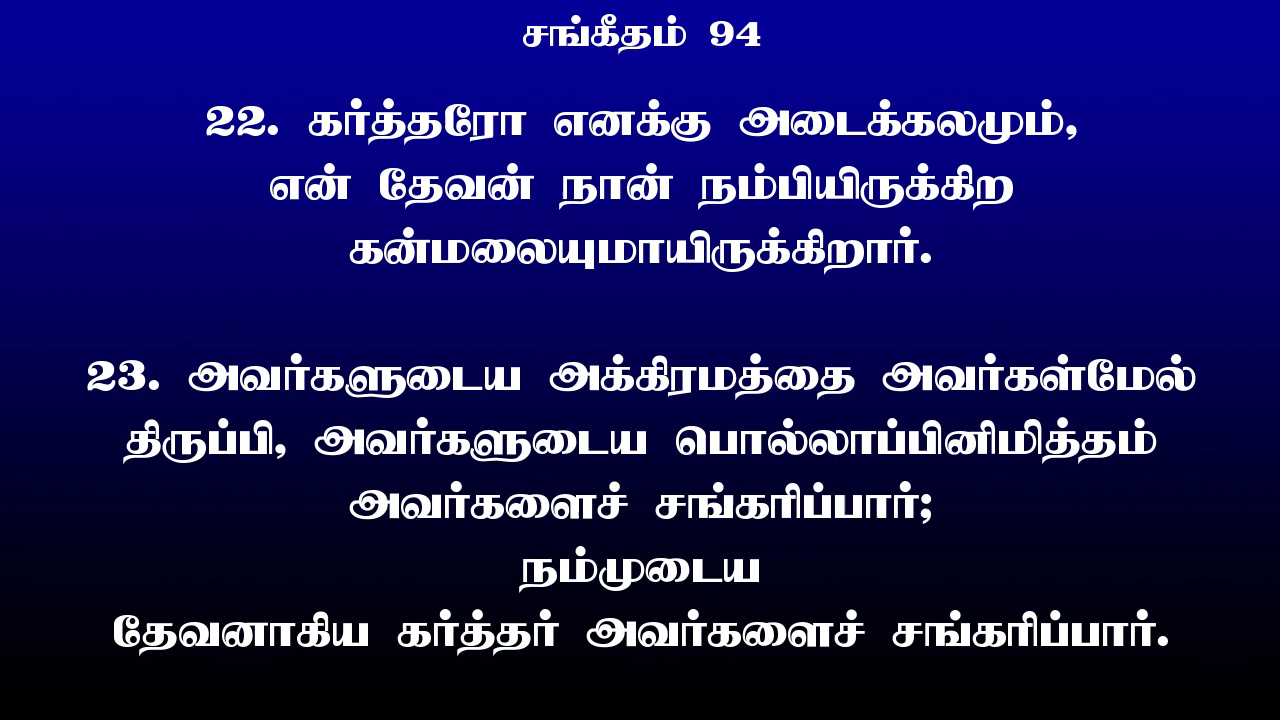 சங்கீதம் 94
22. கர்த்தரோ எனக்கு அடைக்கலமும்,
என் தேவன் நான் நம்பியிருக்கிற
கன்மலையுமாயிருக்கிறார்.
23. அவர்களுடைய அக்கிரமத்தை அவர்கள்மேல்
திருப்பி, அவர்களுடைய பொல்லாப்பினிமித்தம்
அவர்களைச் சங்கரிப்பார்;
நம்முடைய
தேவனாகிய கர்த்தர் அவர்களைச் சங்கரிப்பார்.